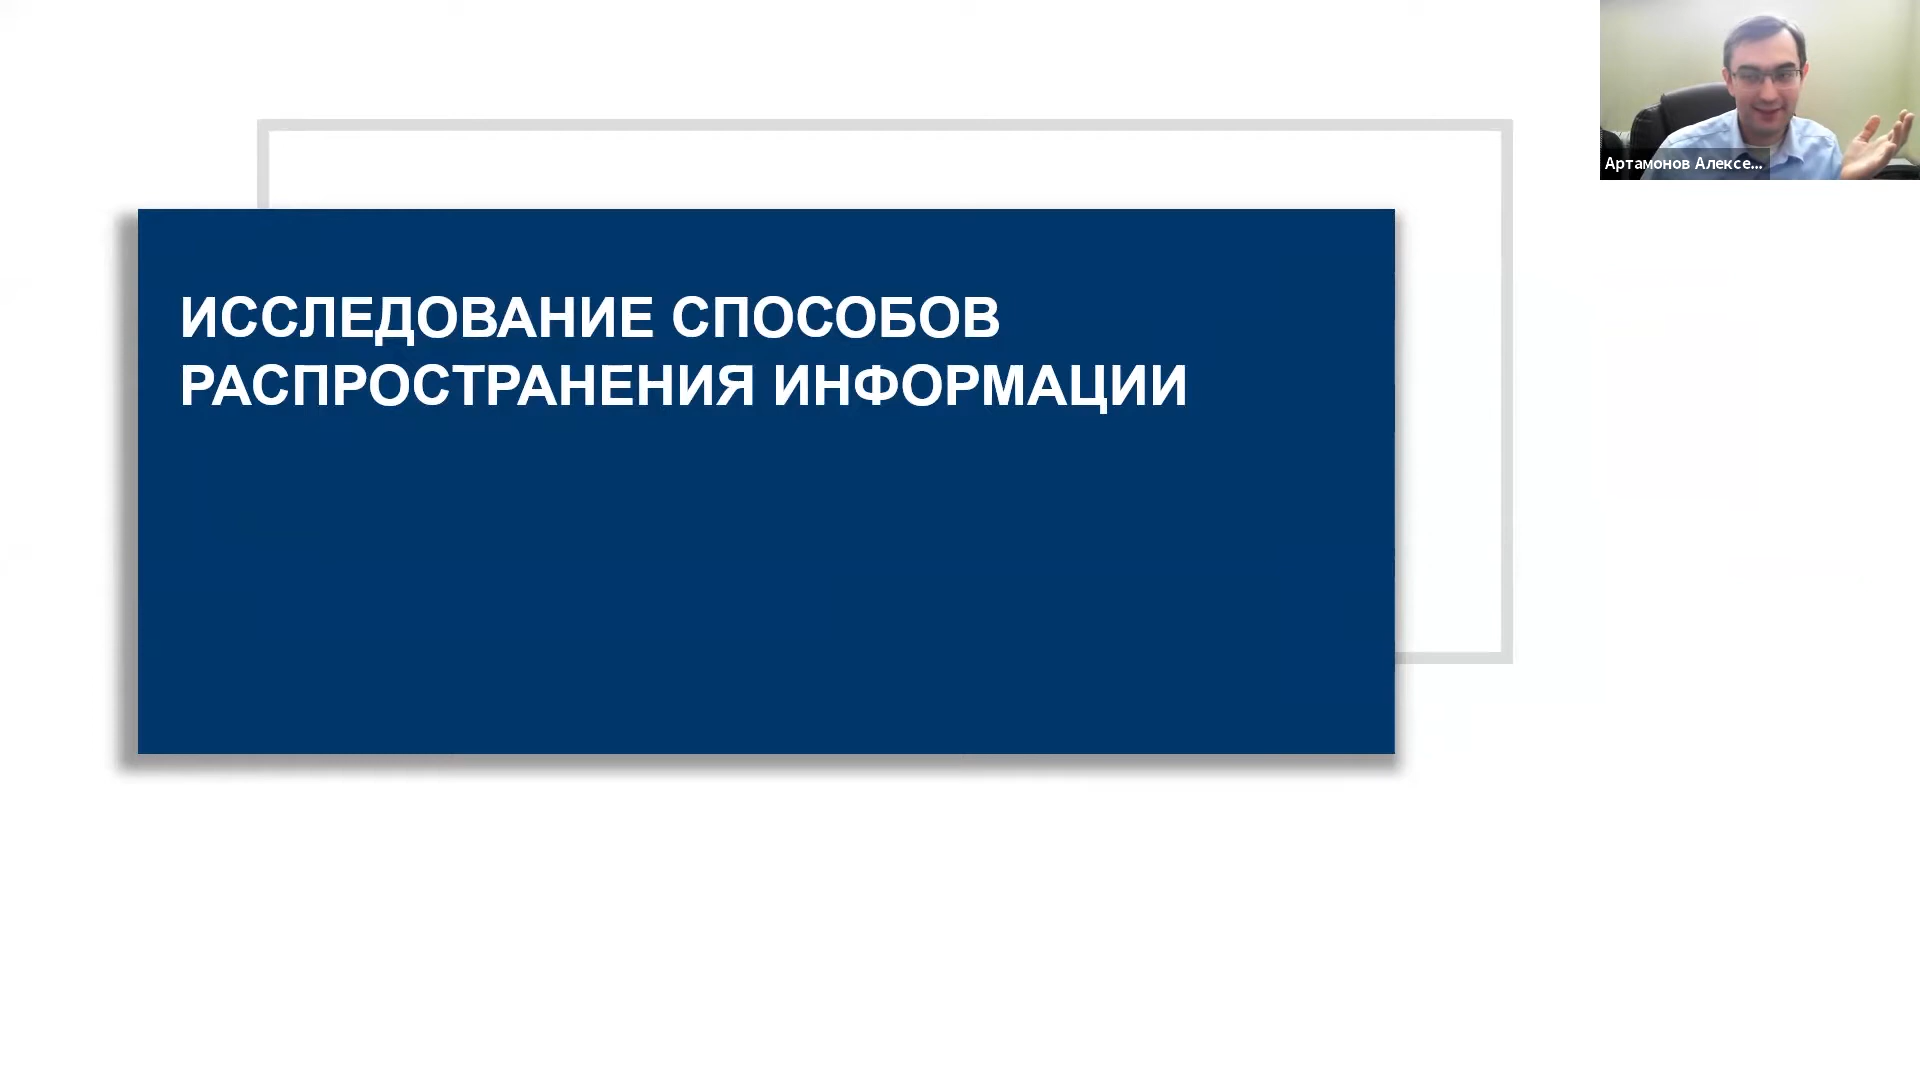 ИССЛЕДОВАНИЕ СПОСОБОВ
РАСПРОСТРАНЕНИЯ ИНФОРМАЦИИ
Артамонов Алексе...